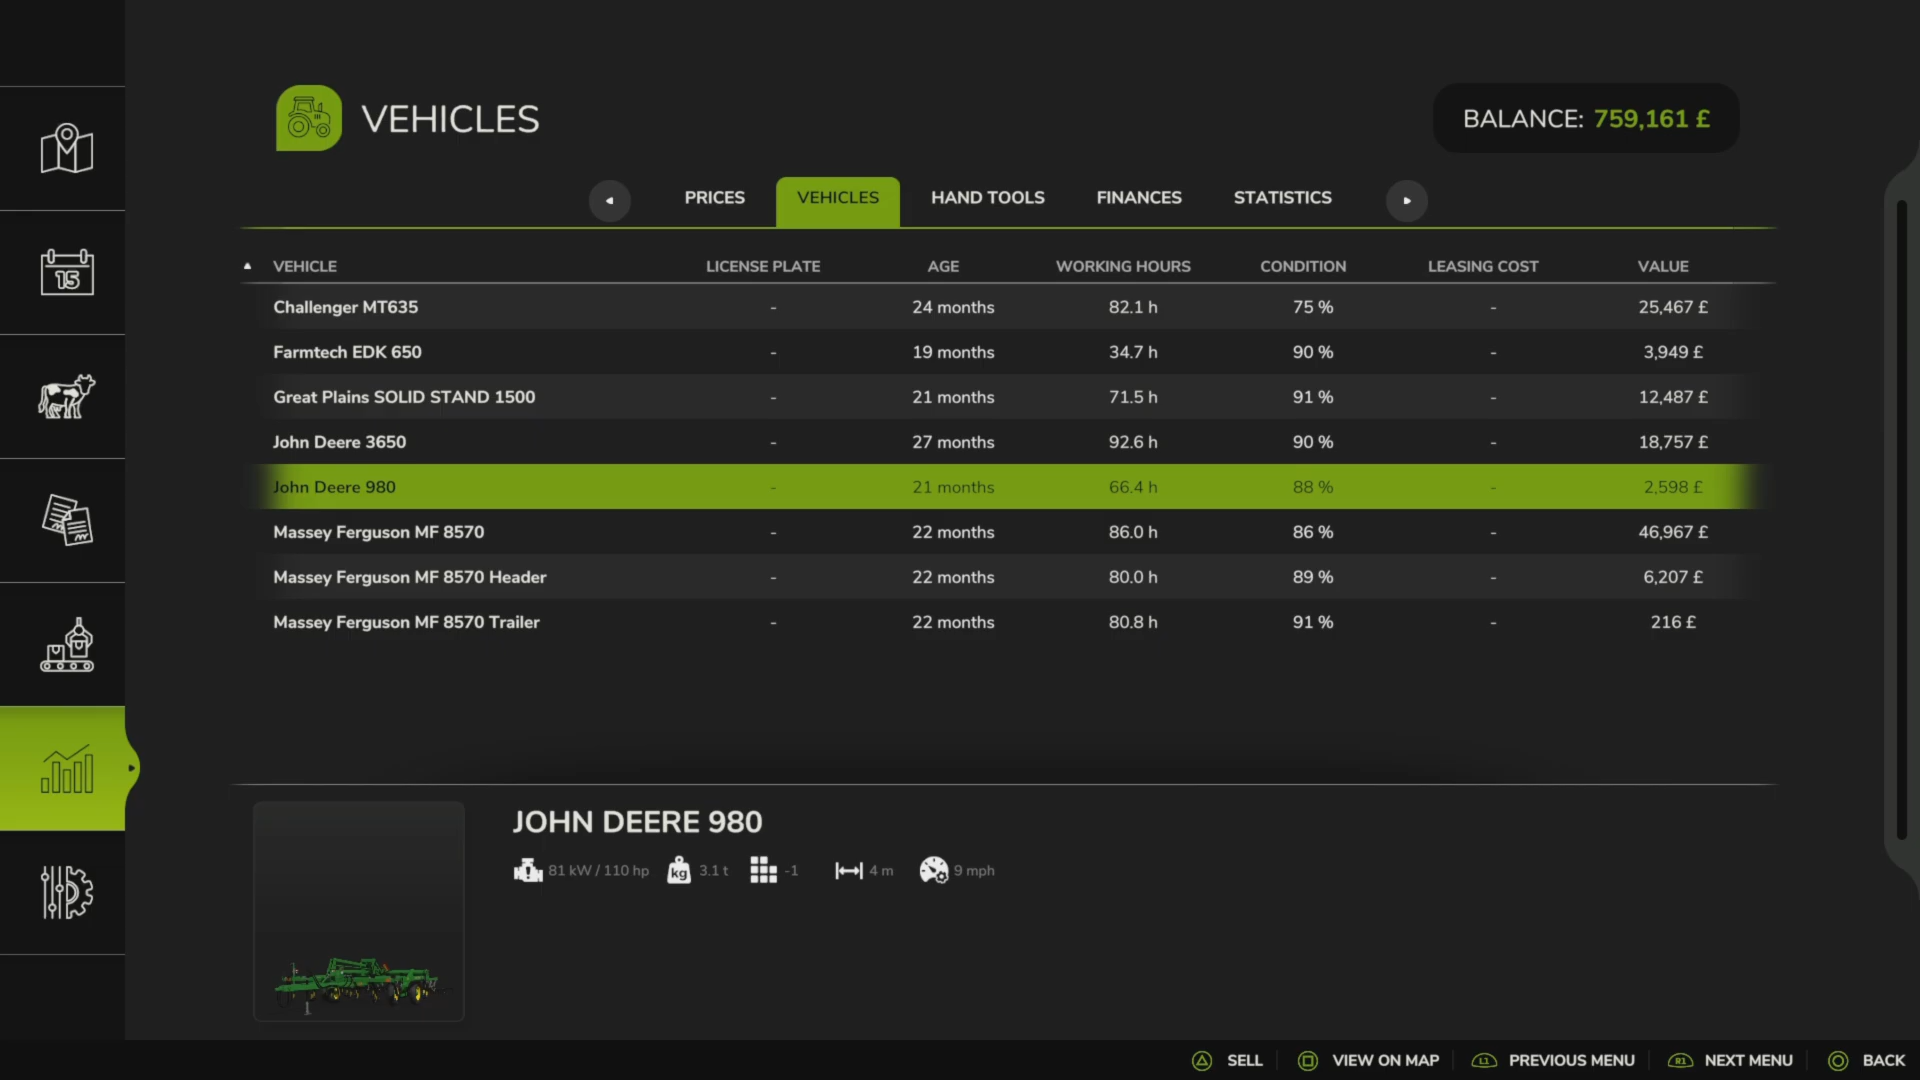 VEHICLES
BALANCE: 759,161 £
PRICES VEHICLES HAND TOOLS FINANCES STATISTICS
VEHICLE LICENSE PLATE AGE WORKING HOURS CONDITION LEASING COST VALUE
Challenger MT635 - 24 months 82.1 h 75 % - 25,467 £
Farmtech EDK 650 - 19 months 34.7 h 90 % - 3,949 £
Great Plains SOLID STAND 1500 - 21 months 71.5 h 91 % - 12,487 £
John Deere 3650 - 27 months 92.6 h 90 % - 18,757 £
John Deere 980 - 21 months 66.4 h 88 % - 2,598 £
Massey Ferguson MF 8570 - 22 months 86.0 h 86 % - 46,967 £
Massey Ferguson MF 8570 Header - 22 months 80.0 h 89 % - 6,207 £
Massey Ferguson MF 8570 Trailer - 22 months 80.8 h 91 % - 216 £
15
JOHN DEERE 980
81 kW / 110 hp kg 3.1 t -1 4 m 9 mph
SELL VIEW ON MAP L1 PREVIOUS MENU R1 NEXT MENU BACK